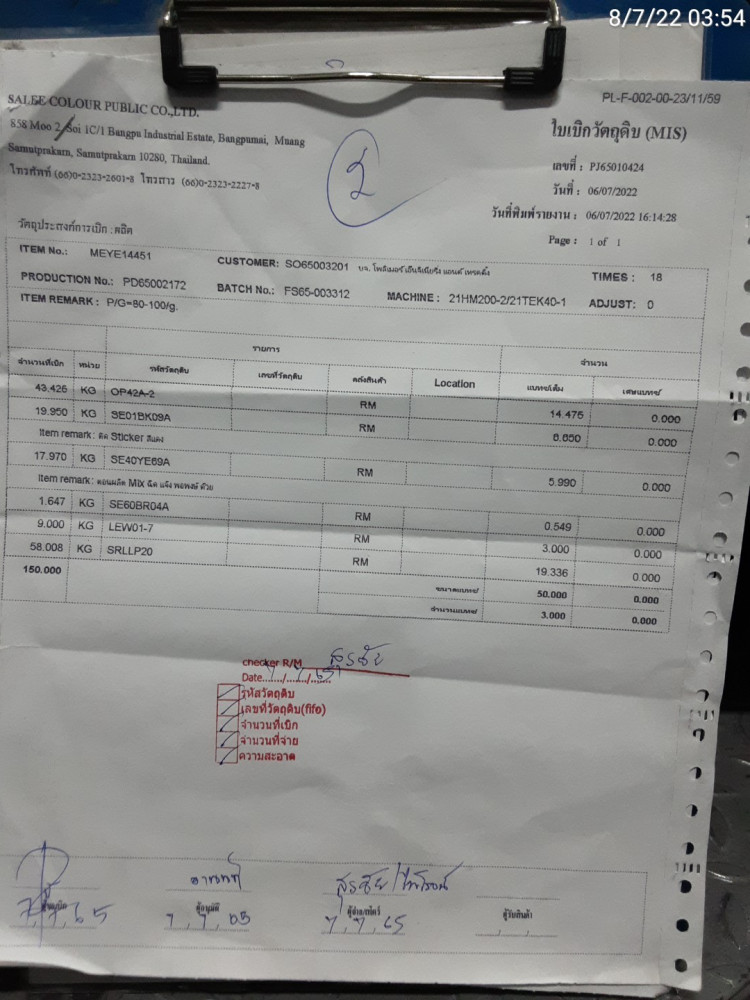 8/7/22 03:54
PL-F-002-00-23/11/59
SALEE COLOUR PUBLIC CO.,LTD.
858 Moo 2 Soi 1C/1 Bangpu Industrial Estate, Bangpumai, Muang
Samutprakarn, Samutprakarn 10280, Thailand.
โทรศัพท์ (66)0-2323-2601-8 โทรสาร (66)0-2323-2227-8
ใบเบิกวัตถุดิบ (MIS)
เลขที่ : PJ65010424
วันที่ : 06/07/2022
วันที่พิมพ์รายงาน : 06/07/2022 16:14:28
Page : 1 of 1
2
วัตถุประสงค์การเบิก : ผลิต
ITEM No.: MEYE14451 CUSTOMER: SO65003201 บจ. โพลิเมอร์ เอ็นจิเนียริ่ง แอนด์ เทรดดิ้ง TIMES : 18
PRODUCTION No.: PD65002172 BATCH No.: FS65-003312 MACHINE : 21HM200-2/21TEK40-1 ADJUST: 0
ITEM REMARK : P/G=80-100/g.
รายการ จำนวน
จำนวนที่เบิก หน่วย รหัสวัตถุดิบ เลขที่วัตถุดิบ คลังสินค้า Location แบทช์เต็ม เศษแบทช์
43.426 KG OP42A-2 RM 14.475 0.000
19.950 KG SE01BK09A RM 6.650 0.000
Item remark : ติด Sticker สีแดง
17.970 KG SE40YE69A RM 5.990 0.000
Item remark : ตอนผลิต Mix ฉีด แจ้ง พงพงษ์ ด้วย
1.647 KG SE60BR04A RM 0.549 0.000
9.000 KG LEW01-7 RM 3.000 0.000
58.008 KG SRLLP20 RM 19.336 0.000
150.000 ขนาดแบทช์ 50.000 0.000
จำนวนแบทช์ 3.000 0.000
checker R/M สุรชัย
Date 7/7/65
รหัสวัตถุดิบ
เลขที่วัตถุดิบ(fifo)
จำนวนที่เบิก
จำนวนที่จ่าย
ความสะอาด
สุรชัย/ไพโรจน์
ผู้อนุมัติ ผู้จ่าย/สโตร์ ผู้รับสินค้า
7, 7, 65 7, 7, 65 7, 7, 65